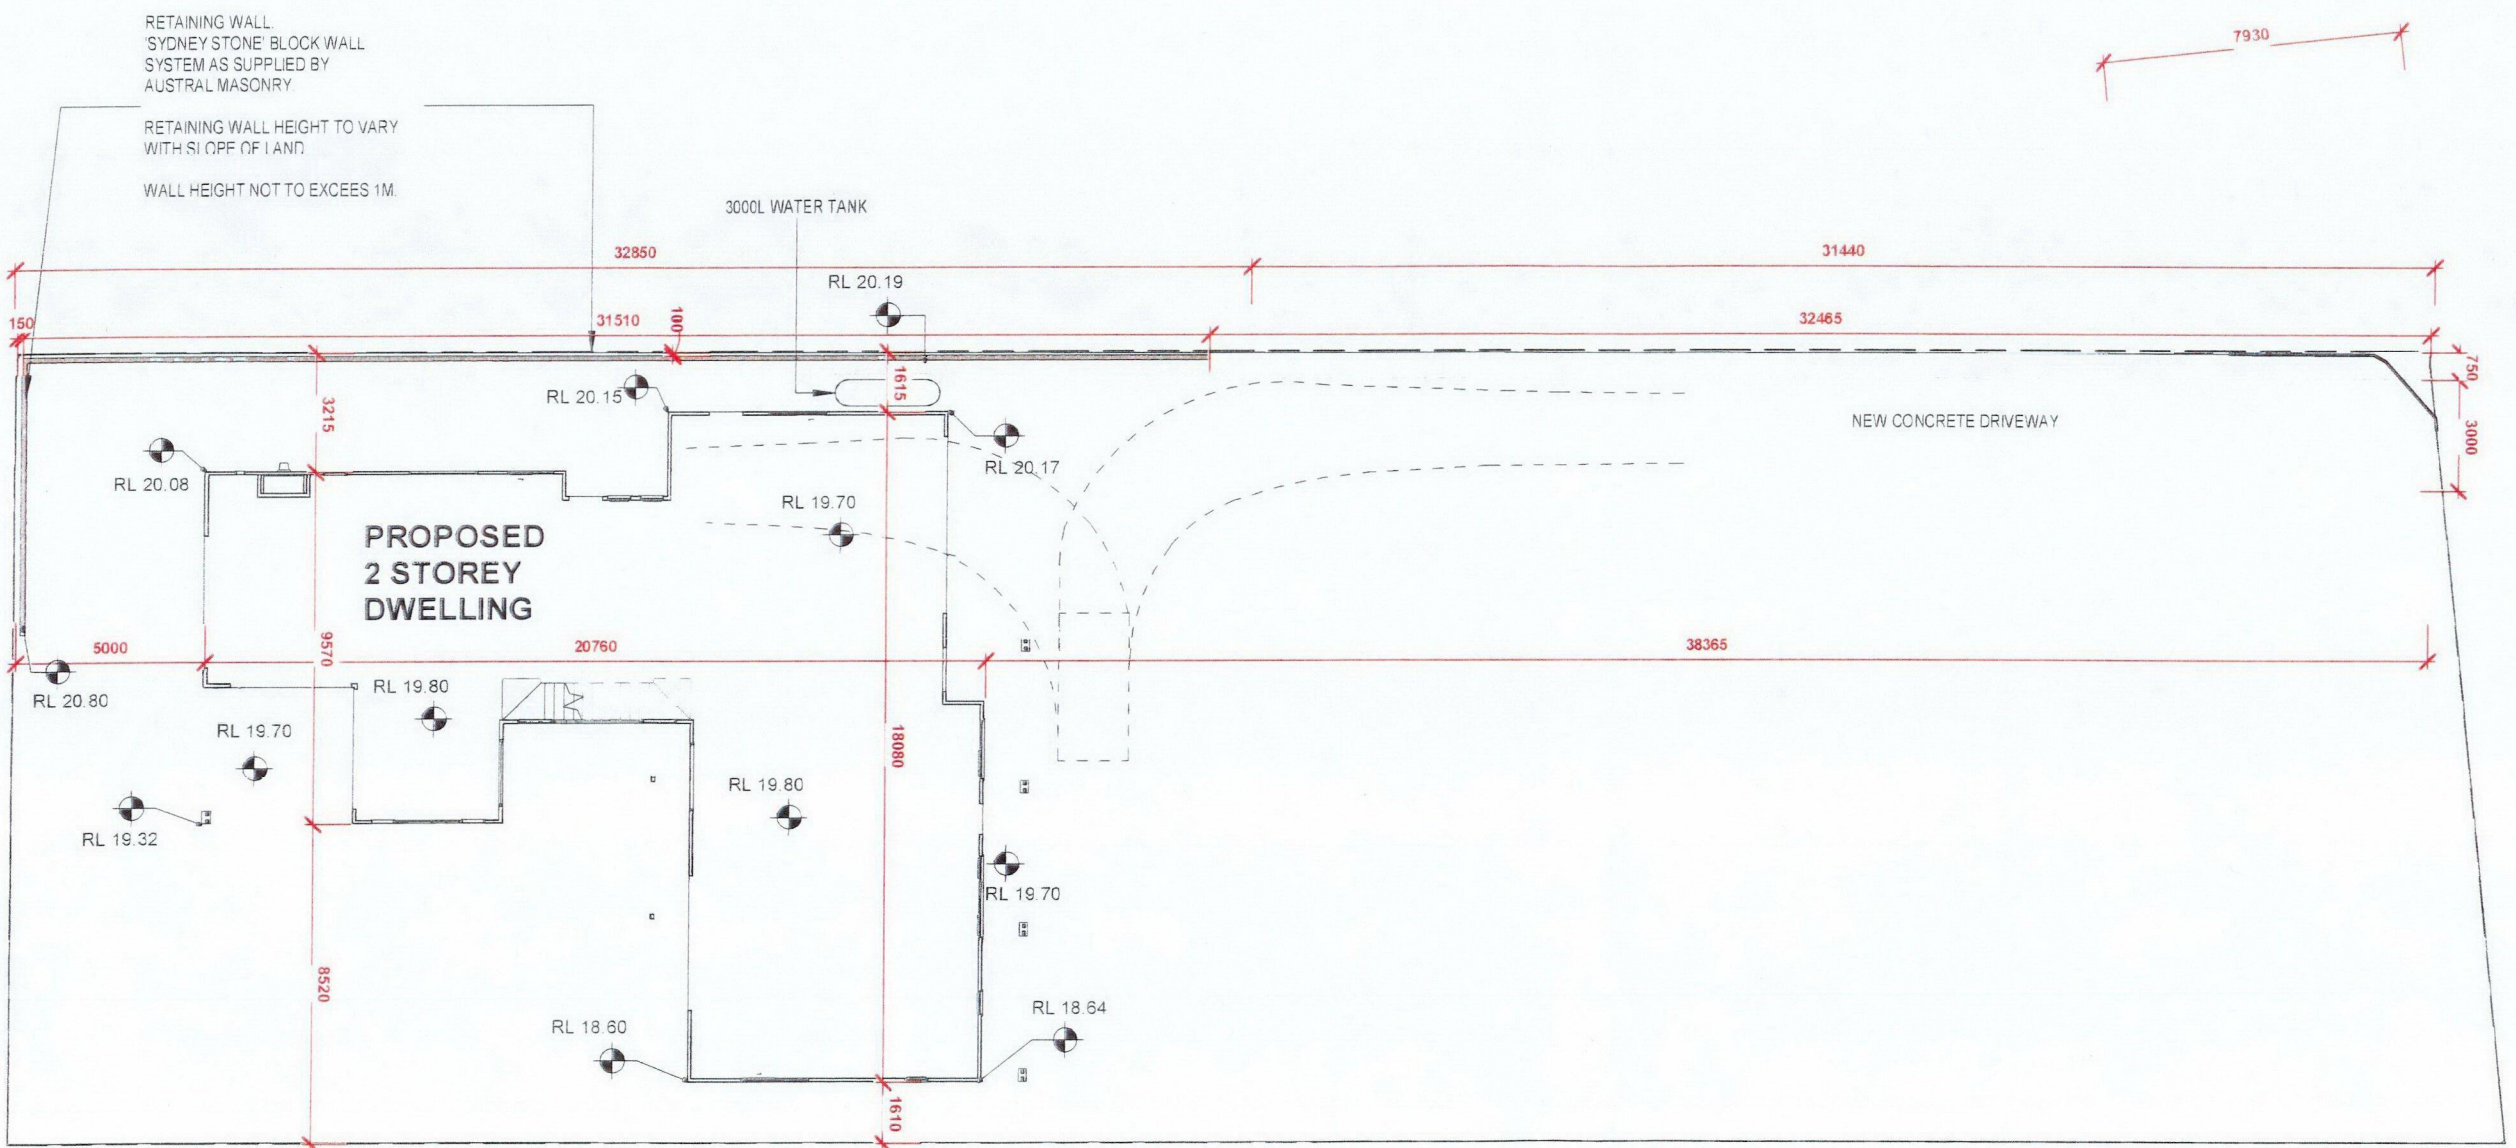 RETAINING WALL.
'SYDNEY STONE' BLOCK WALL
SYSTEM AS SUPPLIED BY
AUSTRAL MASONRY
RETAINING WALL HEIGHT TO VARY
WITH SLOPE OF LAND
WALL HEIGHT NOT TO EXCEES 1M.
7930
3000L WATER TANK
32850
31440
RL 20.19
150
31510
100
32465
750
1615
3215
RL 20.15
3000
NEW CONCRETE DRIVEWAY
RL 20.08
RL 20.17
RL 19.70
PROPOSED
2 STOREY
DWELLING
5000
9570
20760
38365
RL 20.80
RL 19.80
RL 19.70
18080
RL 19.80
RL 19.32
RL 19.70
8520
RL 18.60
RL 18.64
1610